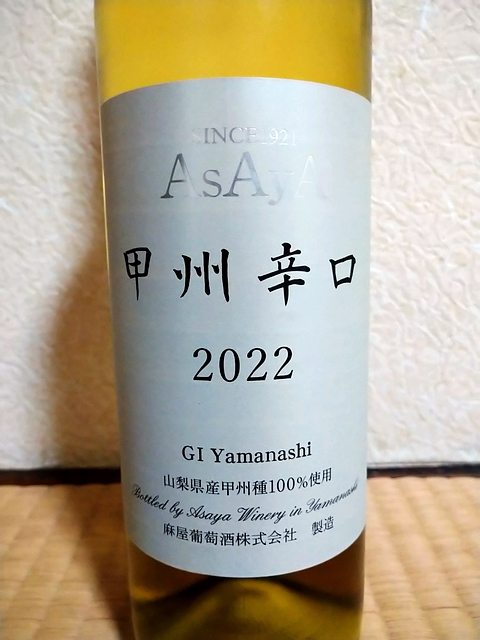 SINCE 1921
AsAyA
甲州 辛口
2022
GI Yamanashi
山梨県産甲州種100%使用
Bottled by Asaya Winery in Yamanashi
麻屋葡萄酒株式会社 製造